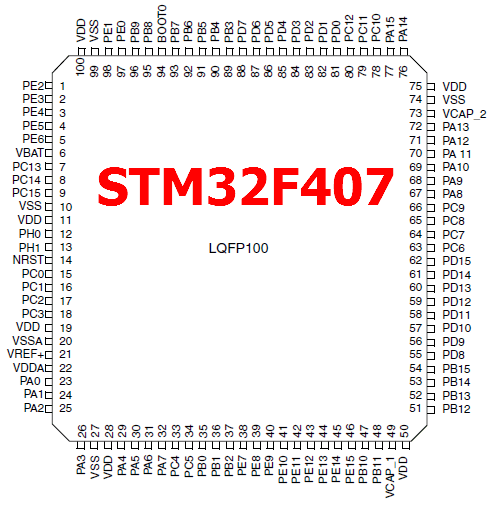 VDD VSS PE1 PE0 PB9 PB8 BOOT0 PB7 PB6 PB5 PB4 PB3 PD7 PD6 PD5 PD4 PD3 PD2 PD1 PD0 PC12 PC11 PC10 PA15 PA14
100 99 98 97 96 95 94 93 92 91 90 89 88 87 86 85 84 83 82 81 80 79 78 77 76
PE2 1 75 VDD
PE3 2 74 VSS
PE4 3 73 VCAP_2
PE5 4 72 PA13
PE6 5 71 PA12
VBAT 6 70 PA 11
PC13 7 69 PA10
PC14 8 68 PA9
PC15 9 67 PA8
VSS 10 66 PC9
VDD 11 65 PC8
PH0 12 64 PC7
PH1 13 63 PC6
NRST 14 62 PD15
PC0 15 61 PD14
PC1 16 60 PD13
PC2 17 59 PD12
PC3 18 58 PD11
VDD 19 57 PD10
VSSA 20 56 PD9
VREF+ 21 55 PD8
VDDA 22 54 PB15
PA0 23 53 PB14
PA1 24 52 PB13
PA2 25 51 PB12
STM32F407
LQFP100
26 27 28 29 30 31 32 33 34 35 36 37 38 39 40 41 42 43 44 45 46 47 48 49 50
PA3 VSS VDD PA4 PA5 PA6 PA7 PC4 PC5 PB0 PB1 PB2 PE7 PE8 PE9 PE10 PE11 PE12 PE13 PE14 PE15 PB10 PB11 VCAP_1 VDD